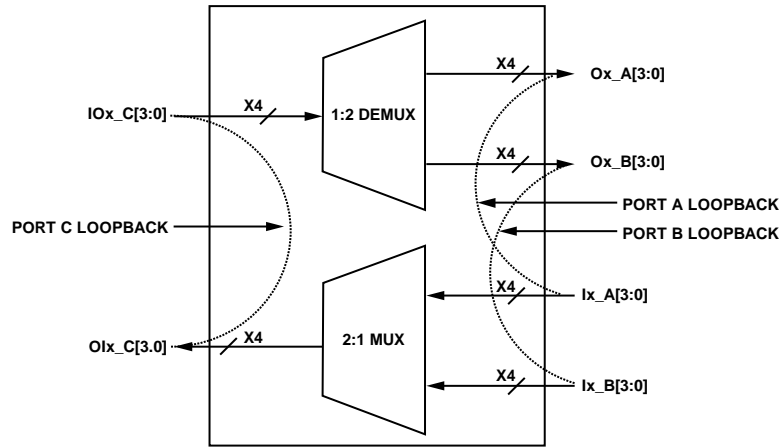 X4
Ox_A[3:0]
IOx_C[3:0]
X4
1:2 DEMUX
X4
Ox_B[3:0]
PORT A LOOPBACK
PORT C LOOPBACK
PORT B LOOPBACK
X4
Ix_A[3:0]
OIx_C[3.0]
X4
2:1 MUX
X4
Ix_B[3:0]